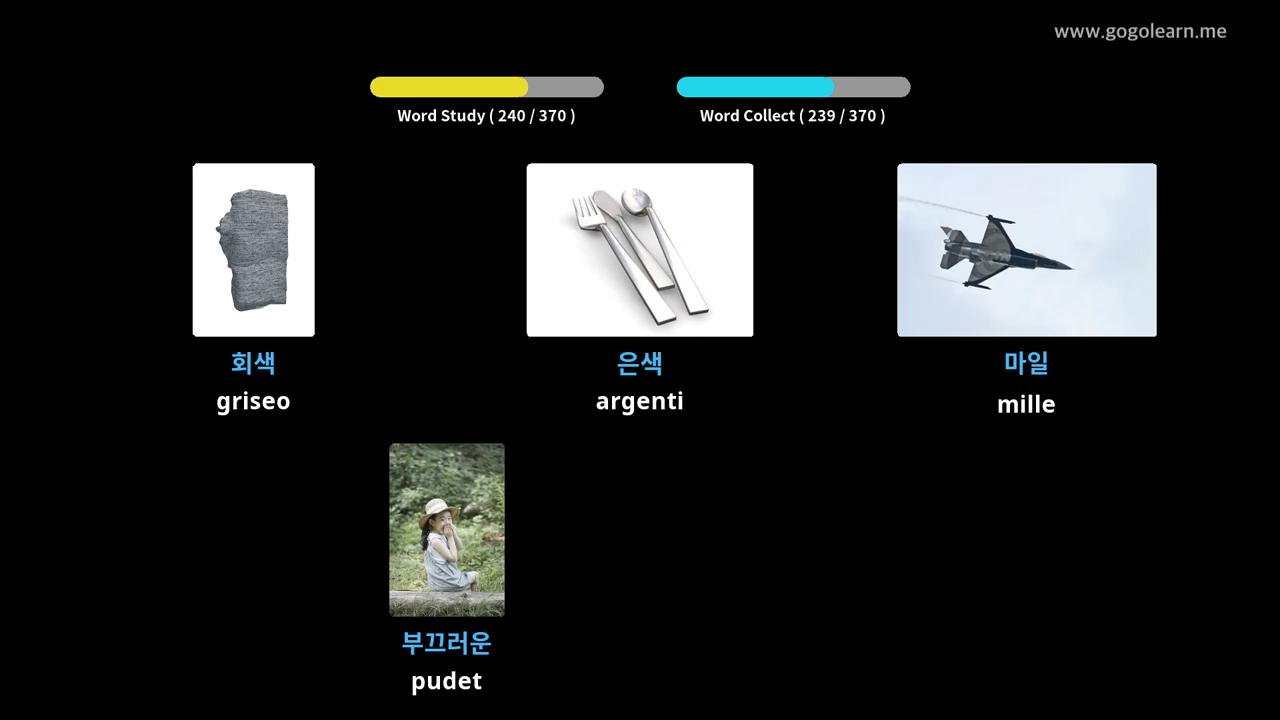 www.gogolearn.me
Word Study ( 240 / 370 )
Word Collect ( 239 / 370 )
회색
griseo
은색
argenti
마일
mille
부끄러운
pudet